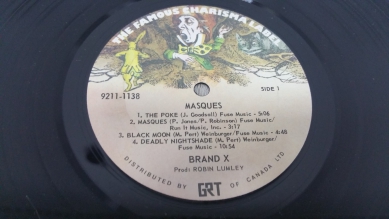 THE FAMOUS CHARISMA LABEL
9211-1138
MASQUES
SIDE 1
1. THE POKE (J. Goodsall) Fuse Music - 5:06
2. MASQUES (P. Jones/P. Robinson) Fuse Music/
Run It Music, Inc. - 3:17
3. BLACK MOON (M. Pert) Weinburger/Fuse Music - 4:48
4. DEADLY NIGHTSHADE (M. Pert) Weinburger/
Fuse Music - 10:54
BRAND X
Prod: ROBIN LUMLEY
DISTRIBUTED BY GRT OF CANADA LTD